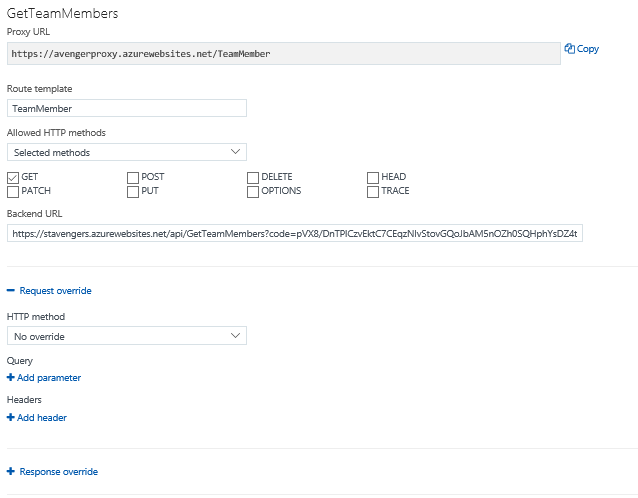 GetTeamMembers
Proxy URL
https://avengerproxy.azurewebsites.net/TeamMember
Copy
Route template
TeamMember
Allowed HTTP methods
Selected methods
GET POST DELETE HEAD
PATCH PUT OPTIONS TRACE
Backend URL
https://stavengers.azurewebsites.net/api/GetTeamMembers?code=pVX8/DnTPlCzvEktC7CEqzNlvStovGQoJbAM5nOZh0SQHphYsDZ4t
Request override
HTTP method
No override
Query
Add parameter
Headers
Add header
Response override